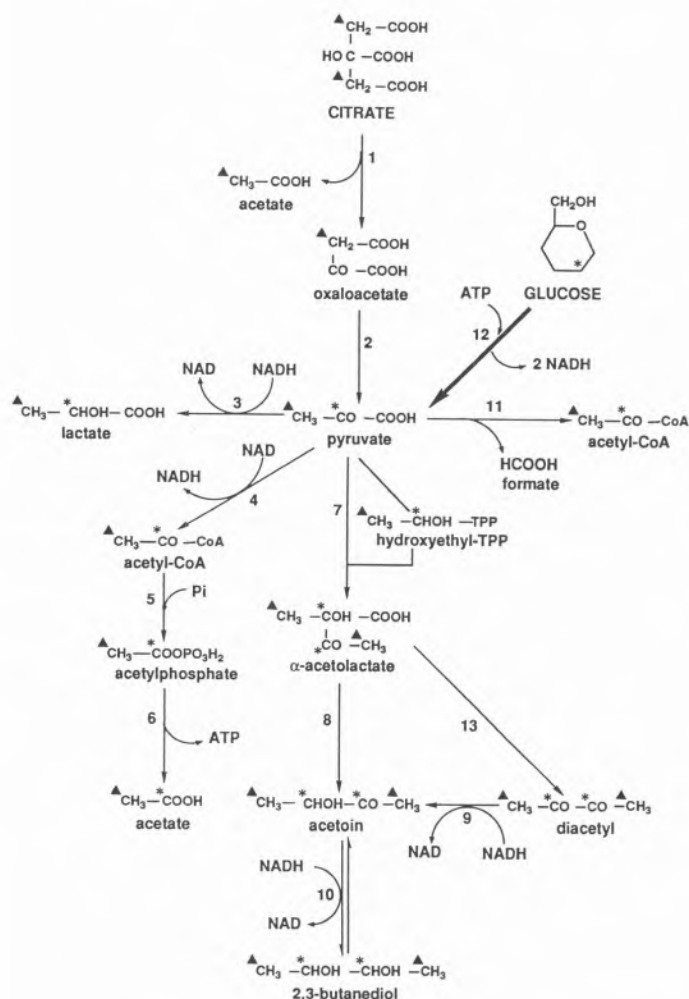 ▲CH₂ —COOH
HO C —COOH
▲CH₂ —COOH
CITRATE
1
▲CH₃—COOH
acetate
▲CH₂ —COOH
CO —COOH
oxaloacetate
CH₂OH
O
*
GLUCOSE
ATP
12
2 NADH
2
NAD NADH
3
▲CH₃ —*CHOH —COOH
lactate
▲CH₃ —*CO —COOH
pyruvate
11
▲CH₃ —*CO —CoA
acetyl-CoA
HCOOH
formate
NAD
NADH
4
7
▲CH₃ —*CHOH —TPP
hydroxyethyl-TPP
▲CH₃—*CO —CoA
acetyl-CoA
5
Pi
▲CH₃ —*COOPO₃H₂
acetylphosphate
▲CH₃ —*COH —COOH
*CO —▲CH₃
α-acetolactate
6
ATP
8
13
▲CH₃ —*COOH
acetate
▲CH₃ —*CHOH—*CO —▲CH₃
acetoin
9
NAD NADH
▲CH₃ —*CO —*CO —▲CH₃
diacetyl
NADH
10
NAD
▲CH₃ —*CHOH —*CHOH —▲CH₃
2,3-butanediol